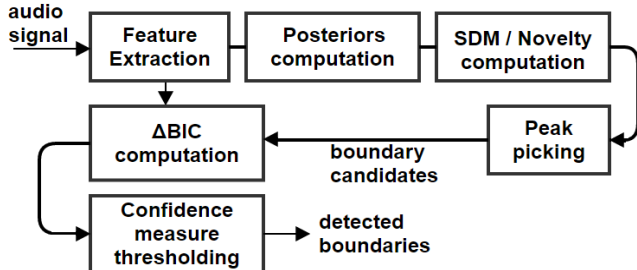 audio
signal
Feature
Extraction
Posteriors
computation
SDM / Novelty
computation
ΔBIC
computation
boundary
candidates
Peak
picking
Confidence
measure
thresholding
detected
boundaries